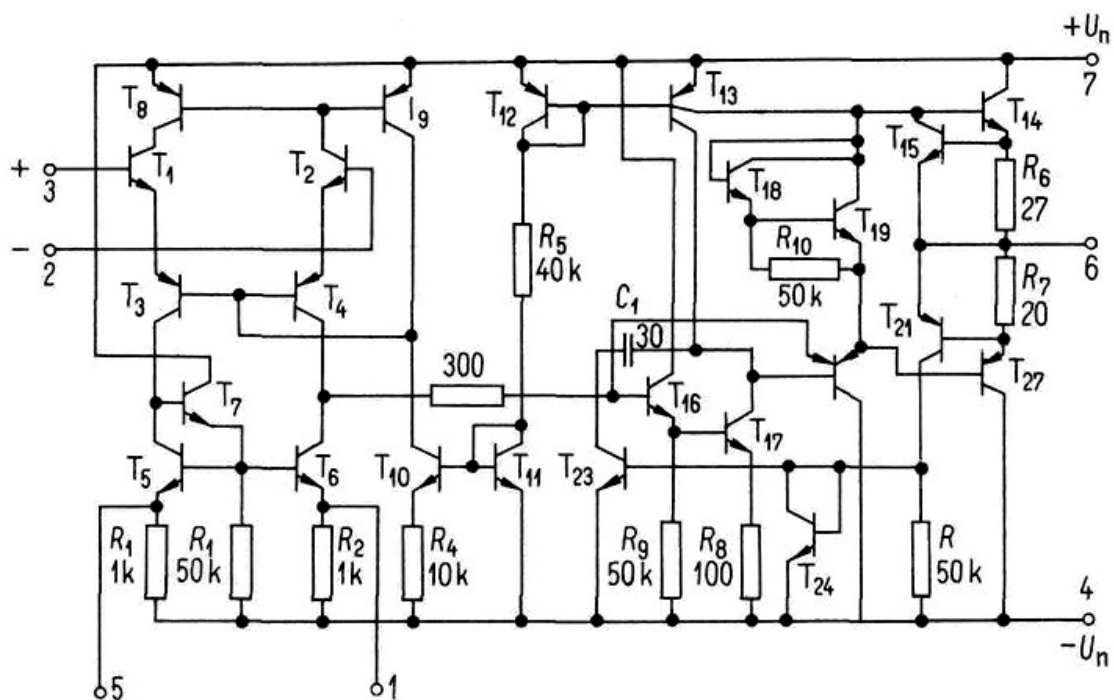 +Uₙ
7
T₈
I₉
T₁₂
T₁₃
T₁₄
T₁₅
+
3
T₁
T₂
T₁₈
R₆
27
−
2
T₁₉
6
R₅
40k
R₁₀
50k
R₇
20
T₃
T₄
C₁
30
T₂₁
300
T₇
T₁₆
T₂₇
T₁₇
T₅
T₆
T₁₀
T₁₁
T₂₃
R₁
1k
R₁
50k
R₂
1k
R₄
10k
R₉
50k
R₈
100
T₂₄
R
50k
4
−Uₙ
5
1